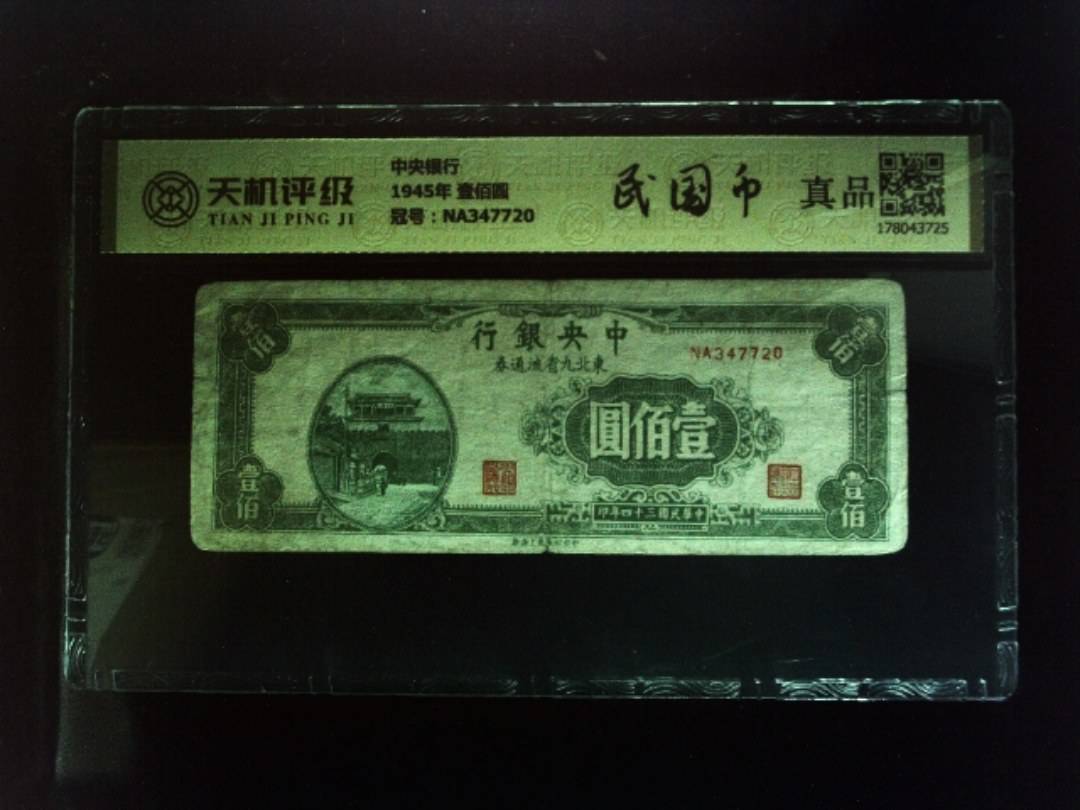 天机评级
TIAN JI PING JI
中央银行
1945年 壹佰圆
冠号：NA347720
民国币
真品
178043725
行銀央中
NA347720
券通流省九北東
圓佰壹
印年四十三國民華中
壹佰
壹佰
壹佰
壹佰